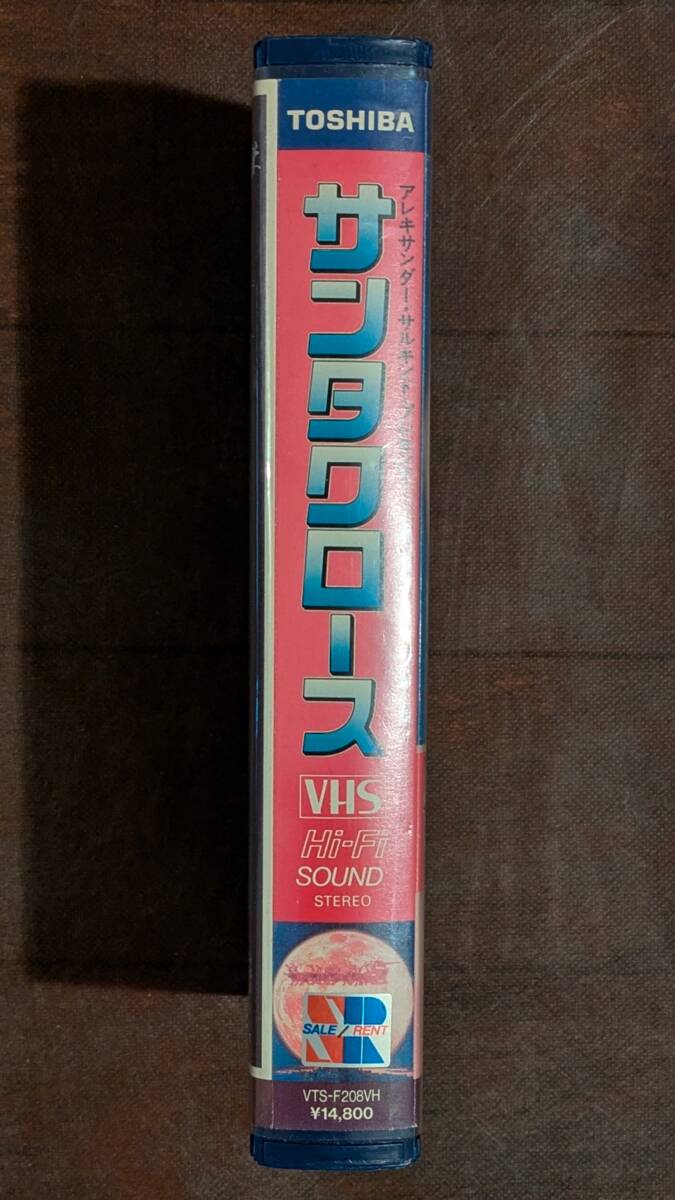 TOSHIBA
アレキサンダー・サルキンド
サンタクロース
VHS
Hi-Fi
SOUND
STEREO
SALE/RENT
VTS-F208VH
¥14,800